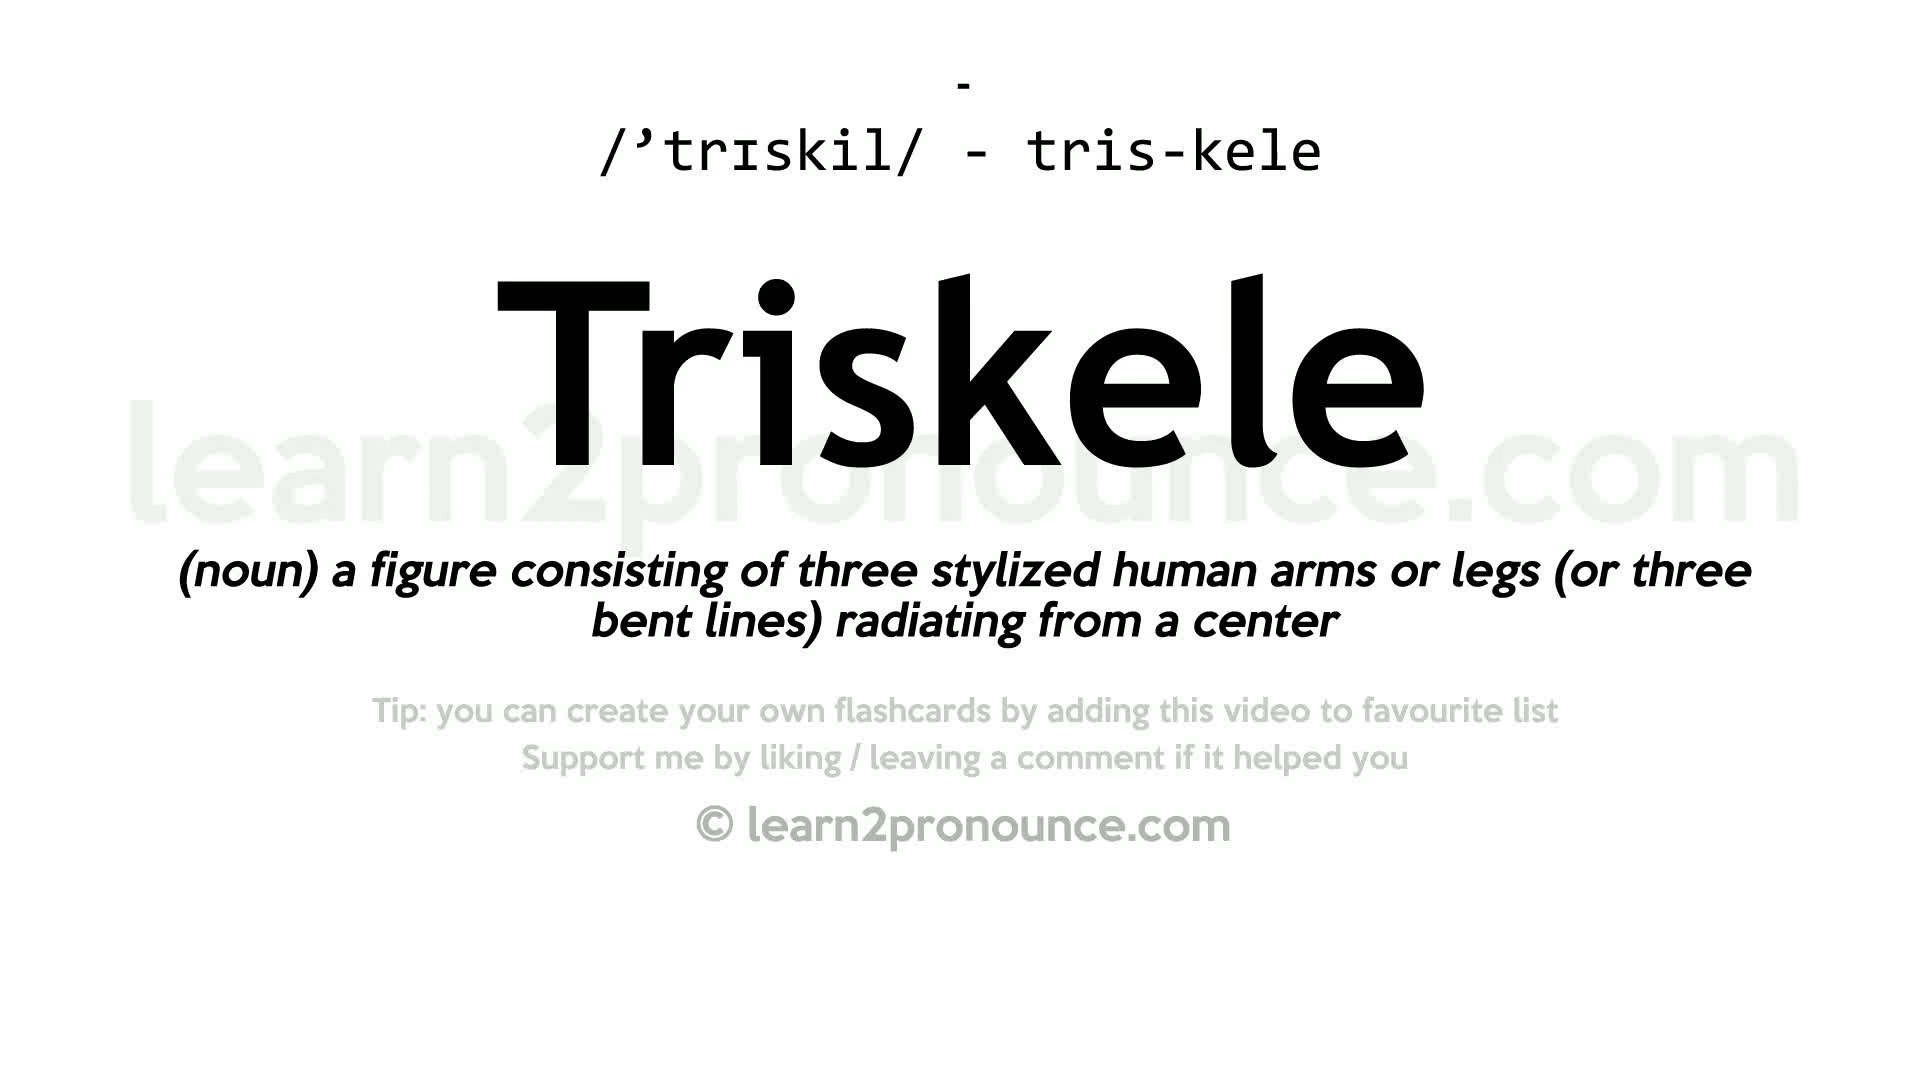 -
/’trɪskil/ - tris-kele
Triskele
learn2pronounce.com
(noun) a figure consisting of three stylized human arms or legs (or three
bent lines) radiating from a center
Tip: you can create your own flashcards by adding this video to favourite list
Support me by liking / leaving a comment if it helped you
© learn2pronounce.com